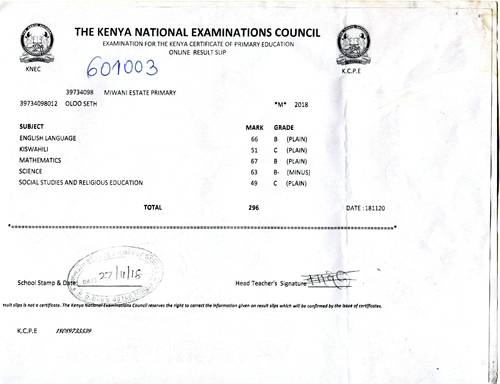 THE KENYA NATIONAL EXAMINATIONS COUNCIL
EXAMINATION FOR THE KENYA CERTIFICATE OF PRIMARY EDUCATION
ONLINE RESULT SLIP
KNEC
K.C.P.E
601003
39734098 MIWANI ESTATE PRIMARY
39734098012 OLOO SETH *M* 2018
SUBJECT MARK GRADE
ENGLISH LANGUAGE 66 B (PLAIN)
KISWAHILI 51 C (PLAIN)
MATHEMATICS 67 B (PLAIN)
SCIENCE 63 B- (MINUS)
SOCIAL STUDIES AND RELIGIOUS EDUCATION 49 C (PLAIN)
TOTAL 296 DATE : 181120
27/11/18
School Stamp & Date Head Teacher's Signature
sult slips is not a certificate. The Kenya National Examinations Council reserves the right to correct the information given on result slips which will be confirmed by the issue of certificates.
K.C.P.E